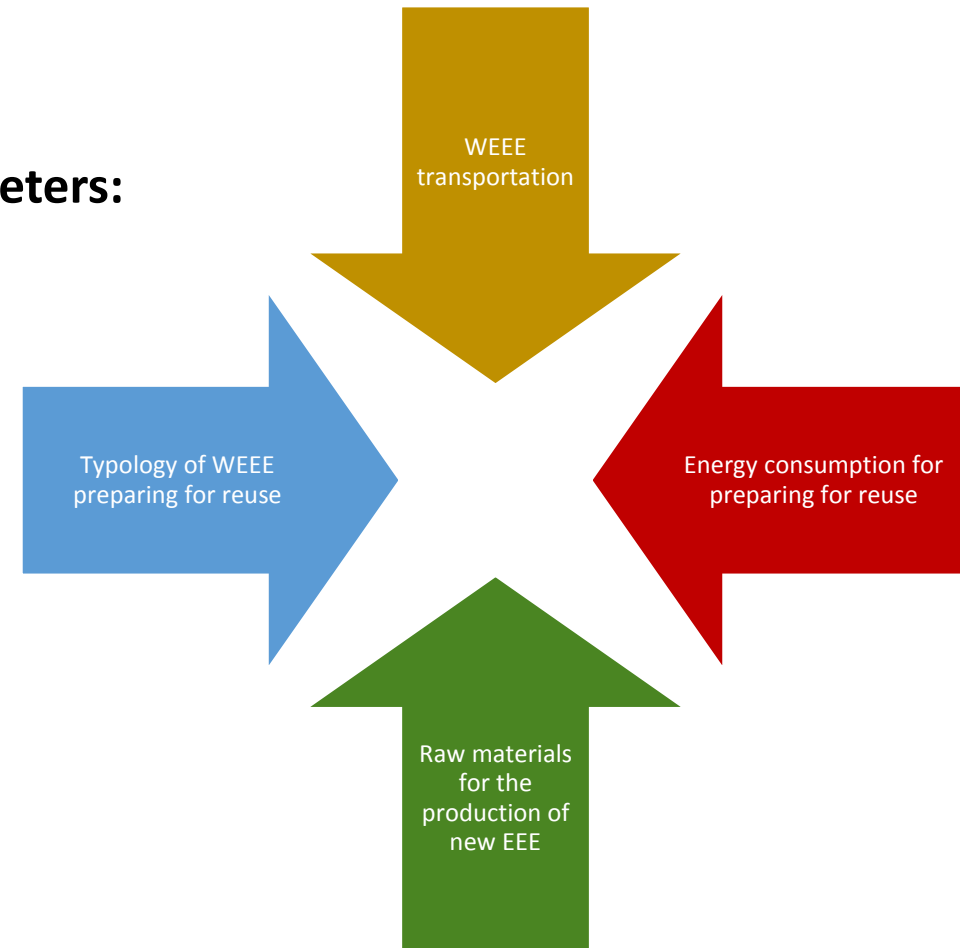 WEEE
transportation
eters:
Typology of WEEE
preparing for reuse
Energy consumption for
preparing for reuse
Raw materials
for the
production of
new EEE